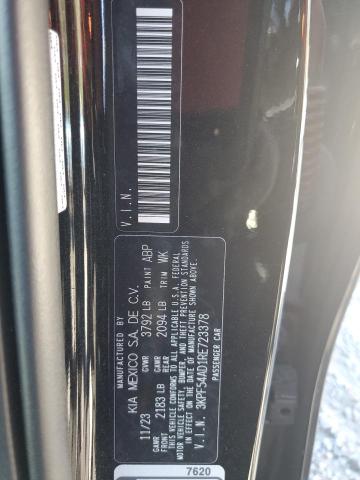 V.I.N.
KIA MEXICO S.A. DE C.V.
11/23 GVWR 3792 LB PAINT ABP
GAWR FRONT 2183 LB GAWR REAR 2094 LB TRIM WK
THIS VEHICLE CONFORMS TO ALL APPLICABLE U.S.A. FEDERAL
MOTOR VEHICLE SAFETY, BUMPER, AND THEFT PREVENTION
STANDARDS IN EFFECT ON THE DATE OF MANUFACTURE SHOWN ABOVE.
V.I.N. 3KPF54AD1RE723378
PASSENGER CAR
7620